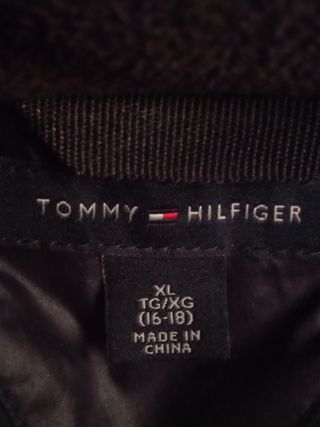 TOMMY HILFIGER
XL
TG/XG
(16-18)
MADE IN
CHINA